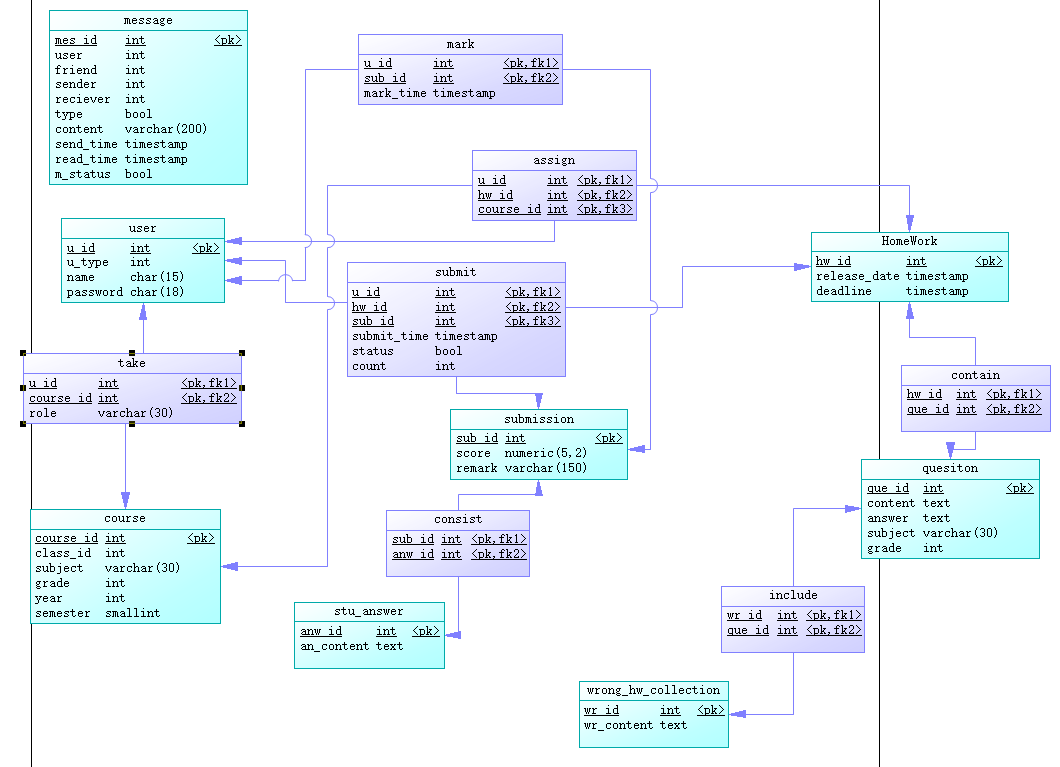 message
mes_id int <pk>
user int
friend int
sender int
reciever int
type bool
content varchar(200)
send_time timestamp
read_time timestamp
m_status bool
mark
u_id int <pk,fk1>
sub_id int <pk,fk2>
mark_time timestamp
assign
u_id int <pk,fk1>
hw_id int <pk,fk2>
course_id int <pk,fk3>
user
u_id int <pk>
u_type int
name char(15)
password char(18)
HomeWork
hw_id int <pk>
release_date timestamp
deadline timestamp
submit
u_id int <pk,fk1>
hw_id int <pk,fk2>
sub_id int <pk,fk3>
submit_time timestamp
status bool
count int
take
u_id int <pk,fk1>
course_id int <pk,fk2>
role varchar(30)
contain
hw_id int <pk,fk1>
que_id int <pk,fk2>
submission
sub_id int <pk>
score numeric(5,2)
remark varchar(150)
quesiton
que_id int <pk>
content text
answer text
subject varchar(30)
grade int
course
course_id int <pk>
class_id int
subject varchar(30)
grade int
year int
semester smallint
consist
sub_id int <pk,fk1>
anw_id int <pk,fk2>
include
wr_id int <pk,fk1>
que_id int <pk,fk2>
stu_answer
anw_id int <pk>
an_content text
wrong_hw_collection
wr_id int <pk>
wr_content text